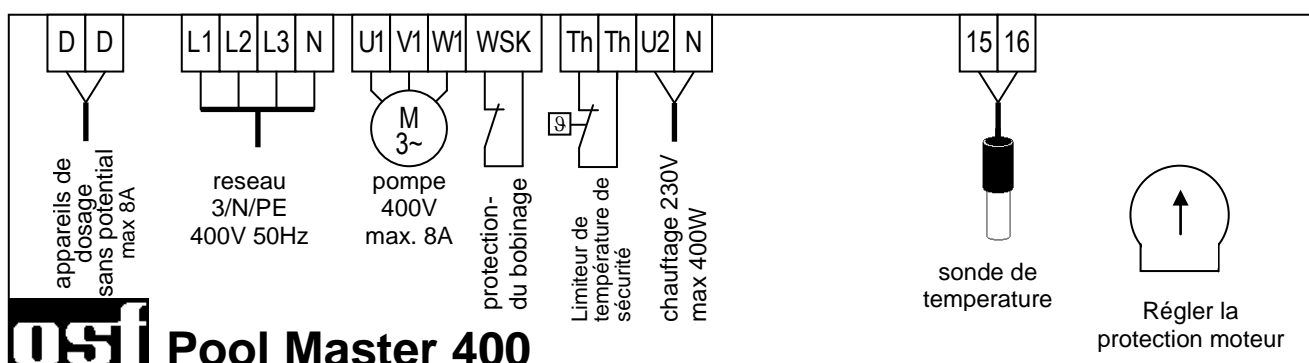 D D L1 L2 L3 N U1 V1 W1 WSK Th Th U2 N 15 16
M
3~
ϑ
appareils de
dosage
sans potential
max 8A
reseau
3/N/PE
400V 50Hz
pompe
400V
max. 8A
protection-
du bobinage
Limiteur de
température de
sécurité
chauftage 230V
max 400W
sonde de
temperature
Régler la
protection moteur
osf Pool Master 400